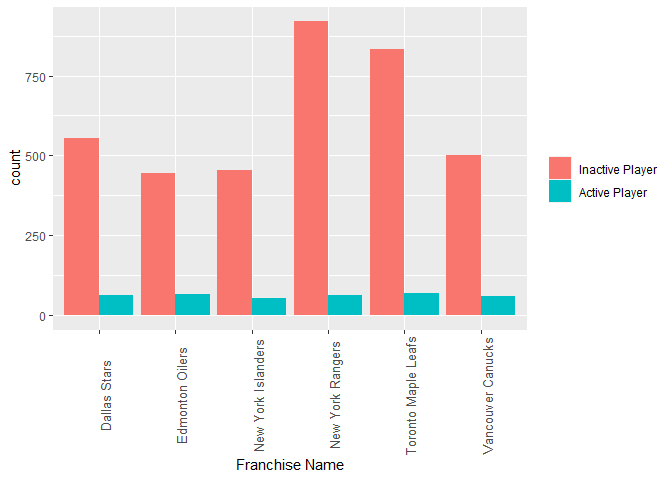 count
750
500
250
0
Dallas Stars
Edmonton Oilers
New York Islanders
New York Rangers
Toronto Maple Leafs
Vancouver Canucks
Franchise Name
Inactive Player
Active Player